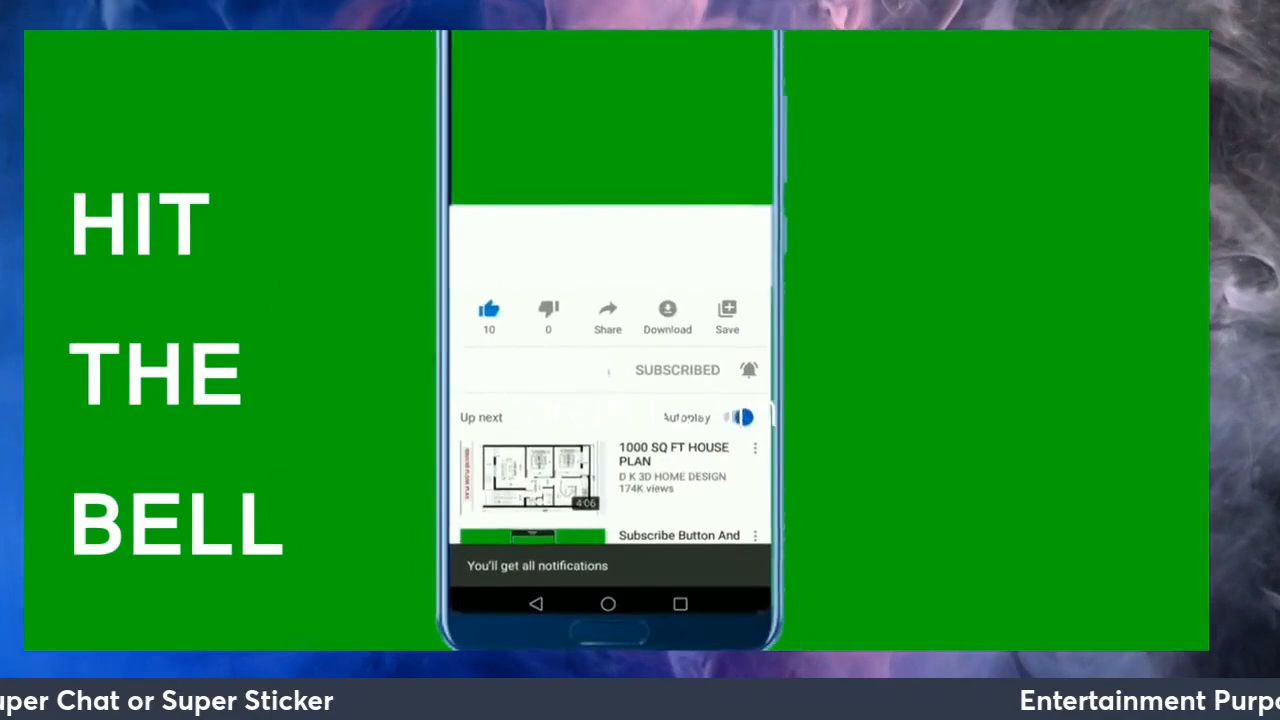 HIT
THE
BELL
10
0
Share
Download
Save
SUBSCRIBED
Up next
Autoplay
1000 SQ FT HOUSE
PLAN
D K 3D HOME DESIGN
174K views
4:06
Subscribe Button And
You'll get all notifications
uper Chat or Super Sticker
Entertainment Purpo